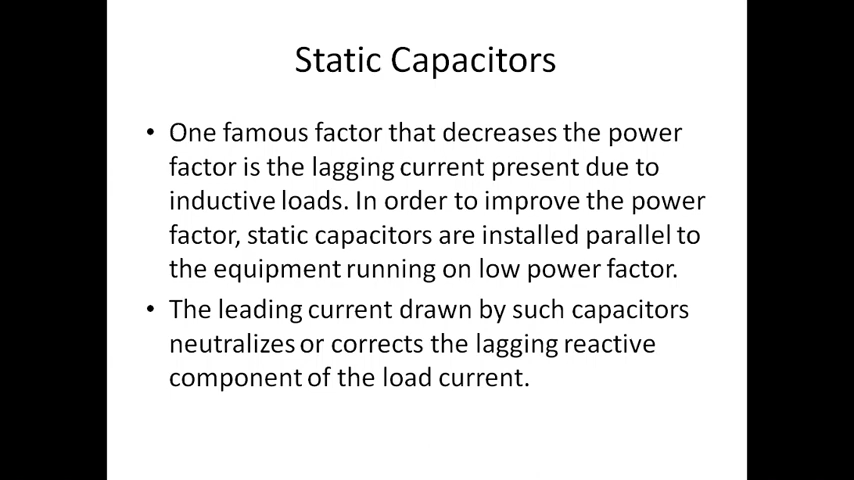 Static Capacitors
• One famous factor that decreases the power
factor is the lagging current present due to
inductive loads. In order to improve the power
factor, static capacitors are installed parallel to
the equipment running on low power factor.
• The leading current drawn by such capacitors
neutralizes or corrects the lagging reactive
component of the load current.